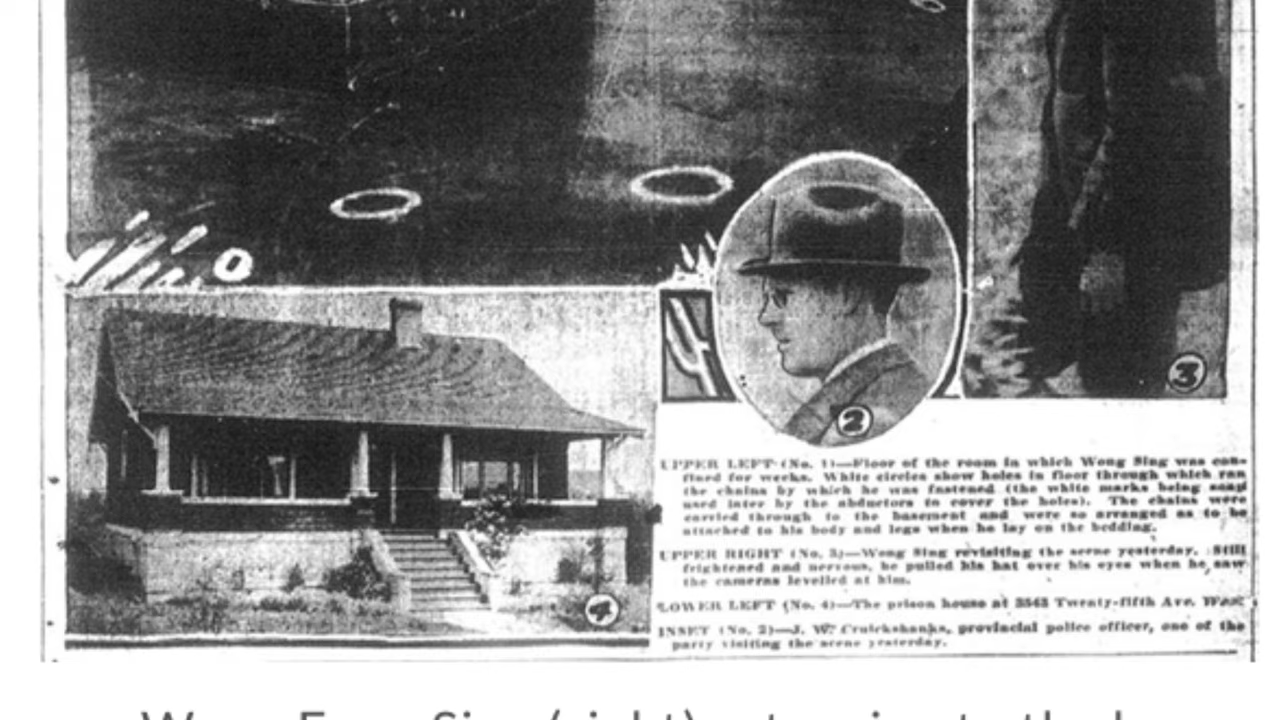 3
2
4
UPPER LEFT (No. 1)—Floor of the room in which Wong Sing was con-
fined for weeks. White circles show holes in floor through which ran
the chains by which he was fastened (the white marks being soap
used later by the abductors to cover the holes). The chains were
carried through to the basement and were so arranged as to be
attached to his body and legs when he lay on the bedding.
UPPER RIGHT (No. 3)—Wong Sing revisiting the scene yesterday. Still
frightened and nervous, he pulled his hat over his eyes when he saw
the cameras levelled at him.
LOWER LEFT (No. 4)—The prison house at Twenty-fifth Ave. West
INSET (No. 2)—J. W. Cruickshanks, provincial police officer, one of the
party visiting the scene yesterday.
Sing (right)